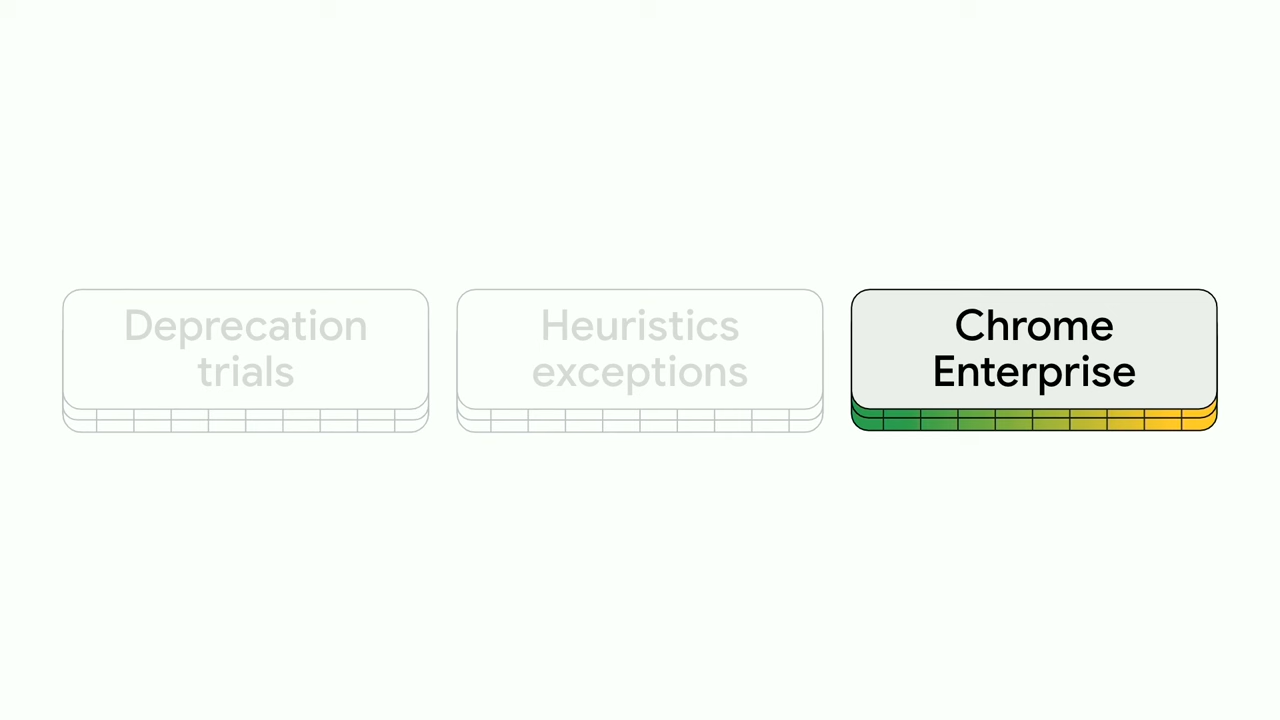 Deprecation
trials
Heuristics
exceptions
Chrome
Enterprise